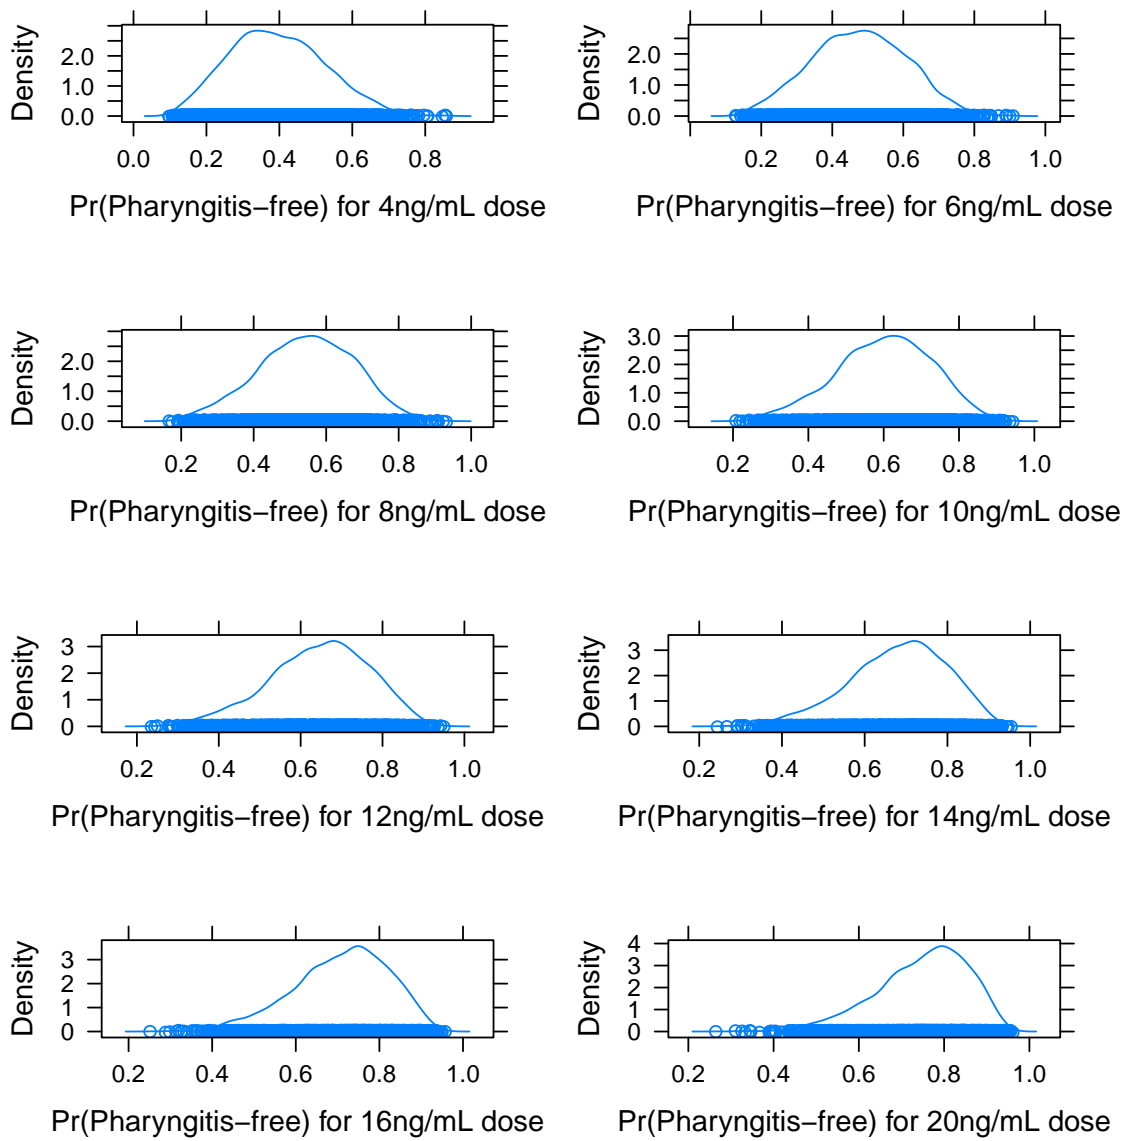 Density
2.0
1.0
0.0
0.0 0.2 0.4 0.6 0.8
Pr(Pharyngitis−free) for 4ng/mL dose
Density
2.0
1.0
0.0
0.2 0.4 0.6 0.8 1.0
Pr(Pharyngitis−free) for 6ng/mL dose
Density
2.0
1.0
0.0
0.2 0.4 0.6 0.8 1.0
Pr(Pharyngitis−free) for 8ng/mL dose
Density
3.0
2.0
1.0
0.0
0.2 0.4 0.6 0.8 1.0
Pr(Pharyngitis−free) for 10ng/mL dose
Density
3
2
1
0
0.2 0.4 0.6 0.8 1.0
Pr(Pharyngitis−free) for 12ng/mL dose
Density
3
2
1
0
0.2 0.4 0.6 0.8 1.0
Pr(Pharyngitis−free) for 14ng/mL dose
Density
3
2
1
0
0.2 0.4 0.6 0.8 1.0
Pr(Pharyngitis−free) for 16ng/mL dose
Density
4
3
2
1
0
0.2 0.4 0.6 0.8 1.0
Pr(Pharyngitis−free) for 20ng/mL dose